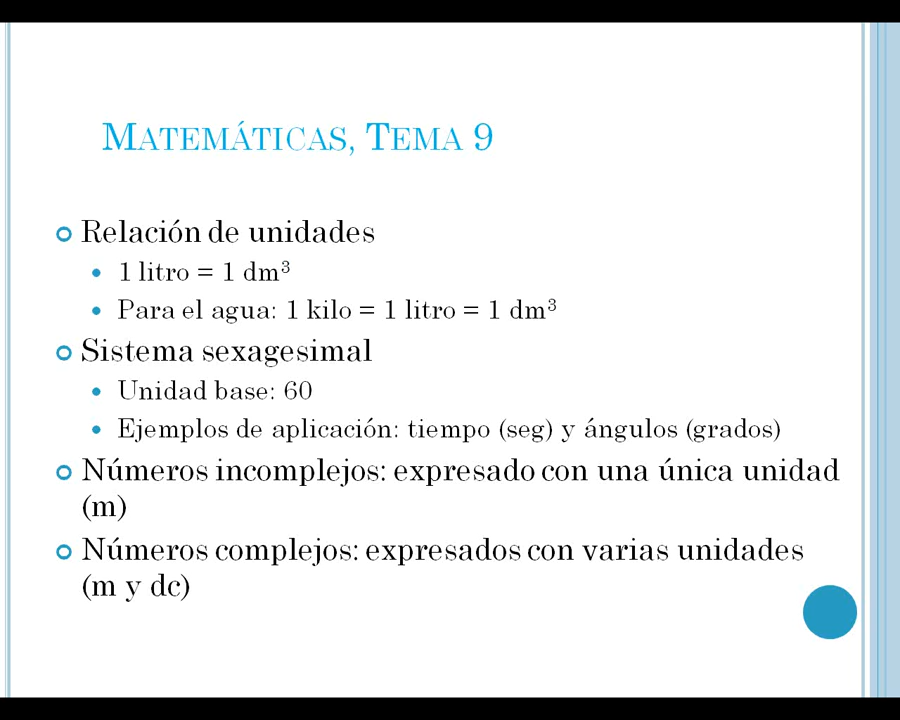 MATEMÁTICAS, TEMA 9
Relación de unidades
1 litro = 1 dm³
Para el agua: 1 kilo = 1 litro = 1 dm³
Sistema sexagesimal
Unidad base: 60
Ejemplos de aplicación: tiempo (seg) y ángulos (grados)
Números incomplejos: expresado con una única unidad
(m)
Números complejos: expresados con varias unidades
(m y dc)